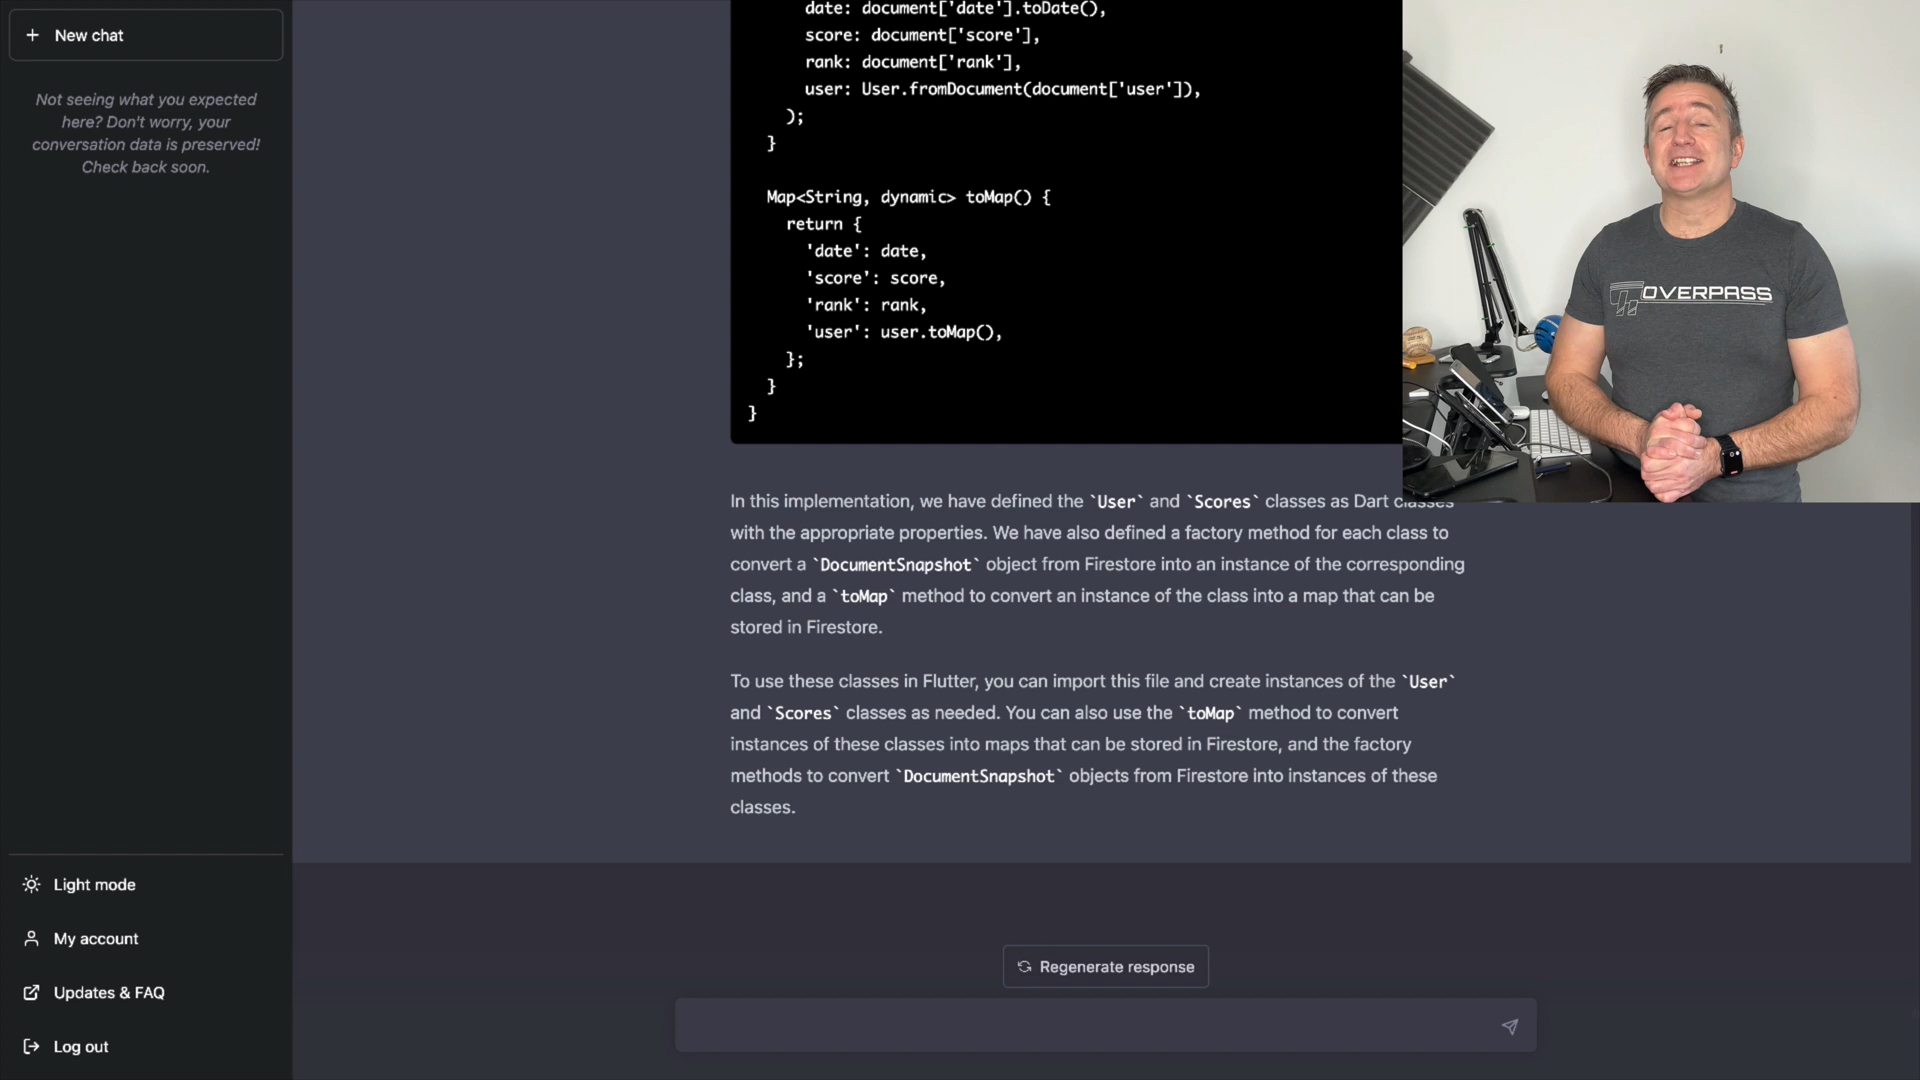 New chat
Not seeing what you expected
here? Don't worry, your
conversation data is preserved!
Check back soon.
Light mode
My account
Updates & FAQ
Log out
date: document['date'].toDate(),
score: document['score'],
rank: document['rank'],
user: User.fromDocument(document['user']),
);
}
Map<String, dynamic> toMap() {
return {
'date': date,
'score': score,
'rank': rank,
'user': user.toMap(),
};
}
}
In this implementation, we have defined the `User` and `Scores` classes as Dart classes
with the appropriate properties. We have also defined a factory method for each class to
convert a `DocumentSnapshot` object from Firestore into an instance of the corresponding
class, and a `toMap` method to convert an instance of the class into a map that can be
stored in Firestore.
To use these classes in Flutter, you can import this file and create instances of the `User`
and `Scores` classes as needed. You can also use the `toMap` method to convert
instances of these classes into maps that can be stored in Firestore, and the factory
methods to convert `DocumentSnapshot` objects from Firestore into instances of these
classes.
Regenerate response
OVERPASS